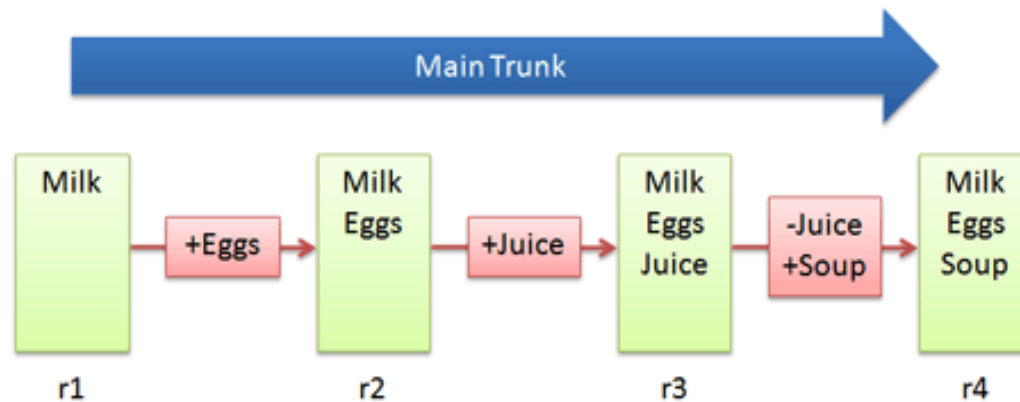 Main Trunk
Milk
+Eggs
Milk
Eggs
+Juice
Milk
Eggs
Juice
-Juice
+Soup
Milk
Eggs
Soup
r1
r2
r3
r4